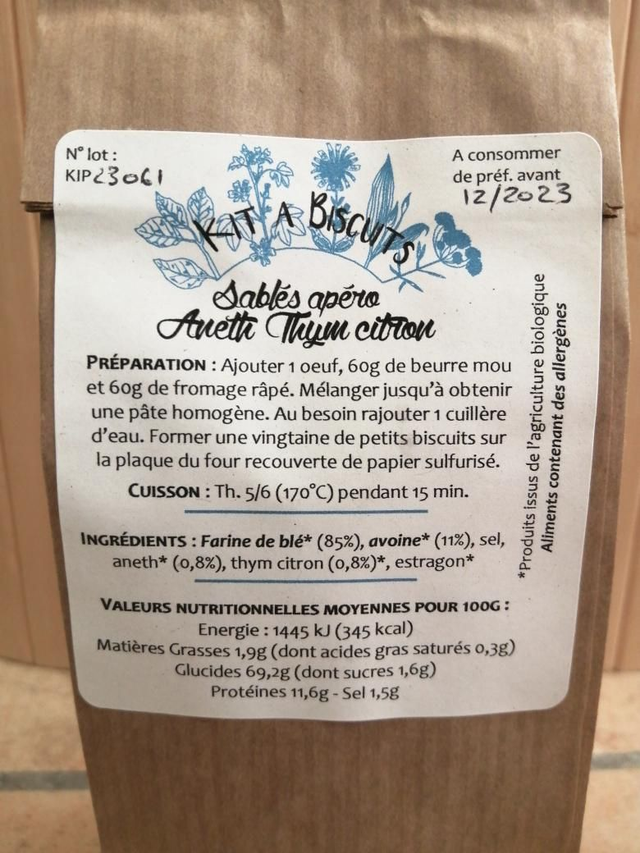 N° lot :
KIP23061
A consommer
de préf. avant
12/2023
KIT A BISCUITS
Sablés apéro
Aneth Thym citron
PRÉPARATION : Ajouter 1 oeuf, 60g de beurre mou
et 60g de fromage râpé. Mélanger jusqu'à obtenir
une pâte homogène. Au besoin rajouter 1 cuillère
d'eau. Former une vingtaine de petits biscuits sur
la plaque du four recouverte de papier sulfurisé.
CUISSON : Th. 5/6 (170°C) pendant 15 min.
INGRÉDIENTS : Farine de blé* (85%), avoine* (11%), sel,
aneth* (0,8%), thym citron (0,8%)*, estragon*
VALEURS NUTRITIONNELLES MOYENNES POUR 100G :
Energie : 1445 kJ (345 kcal)
Matières Grasses 1,9g (dont acides gras saturés 0,3g)
Glucides 69,2g (dont sucres 1,6g)
Protéines 11,6g - Sel 1,5g
*Produits issus de l'agriculture biologique
Aliments contenant des allergènes